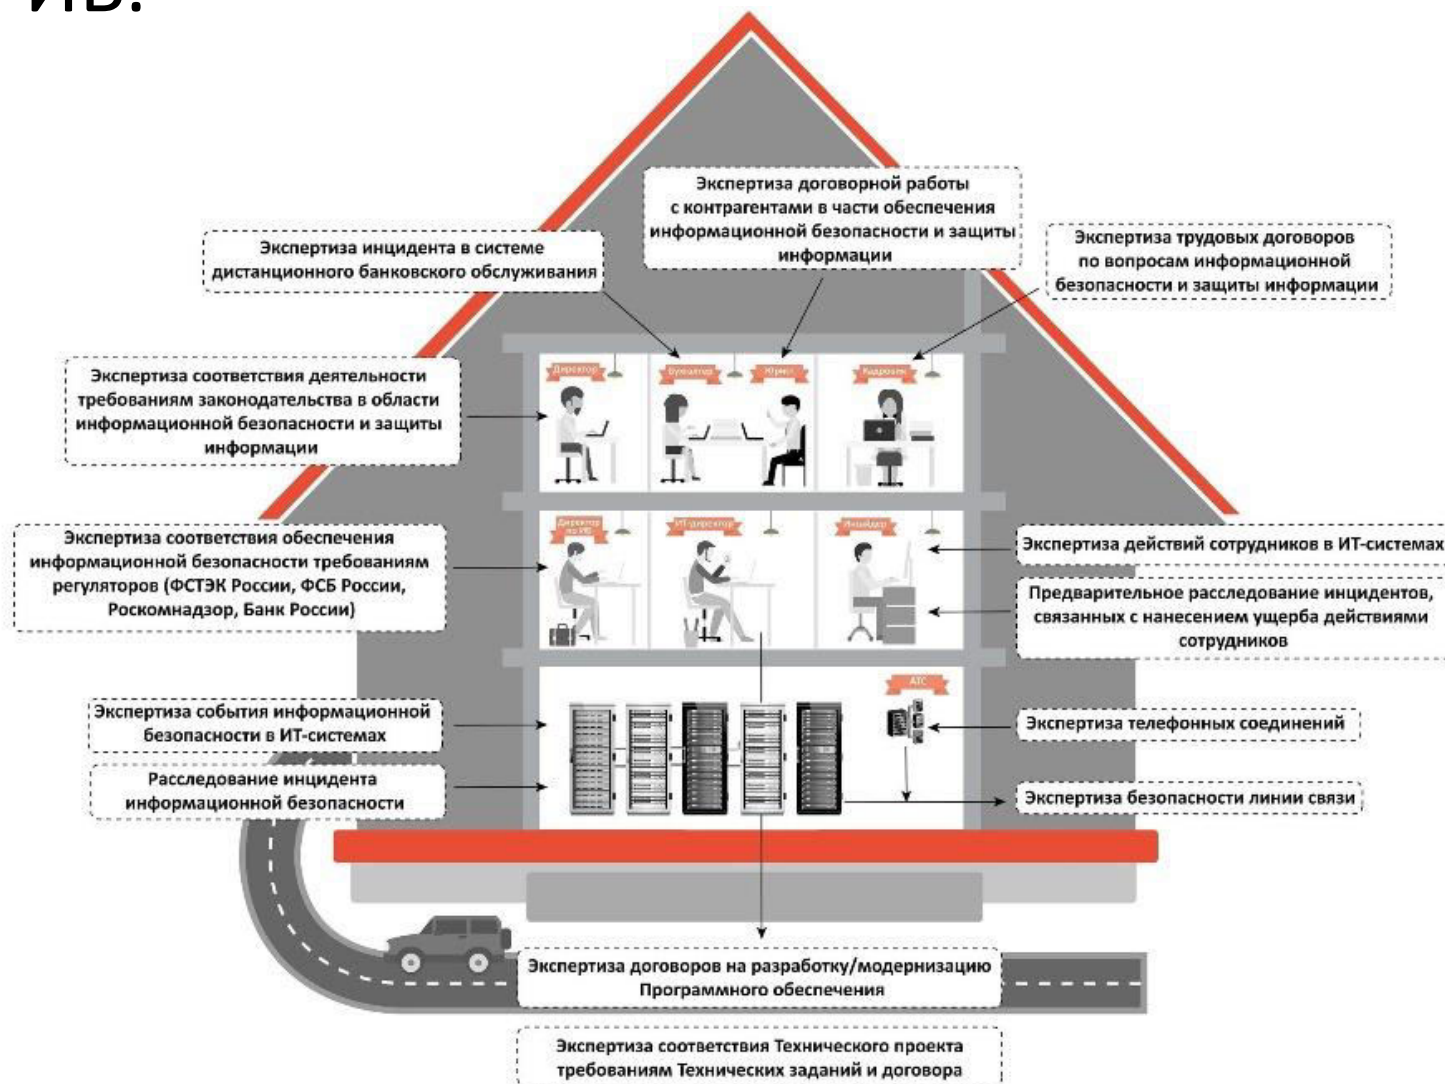 ИБ.
Экспертиза договорной работы
с контрагентами в части обеспечения
информационной безопасности и защиты
информации
Экспертиза инцидента в системе
дистанционного банковского обслуживания
Экспертиза трудовых договоров
по вопросам информационной
безопасности и защиты информации
Экспертиза соответствия деятельности
требованиям законодательства в области
информационной безопасности и защиты
информации
Директор
Бухгалтер
Юрист
Кадровик
Экспертиза соответствия обеспечения
информационной безопасности требованиям
регуляторов (ФСТЭК России, ФСБ России,
Роскомнадзор, Банк России)
Директор
по ИБ
ИТ-директор
Инсайдер
Экспертиза действий сотрудников в ИТ-системах
Предварительное расследование инцидентов,
связанных с нанесением ущерба действиями
сотрудников
Экспертиза события информационной
безопасности в ИТ-системах
Расследование инцидента
информационной безопасности
АТС
Экспертиза телефонных соединений
Экспертиза безопасности линии связи
Экспертиза договоров на разработку/модернизацию
Программного обеспечения
Экспертиза соответствия Технического проекта
требованиям Технических заданий и договора